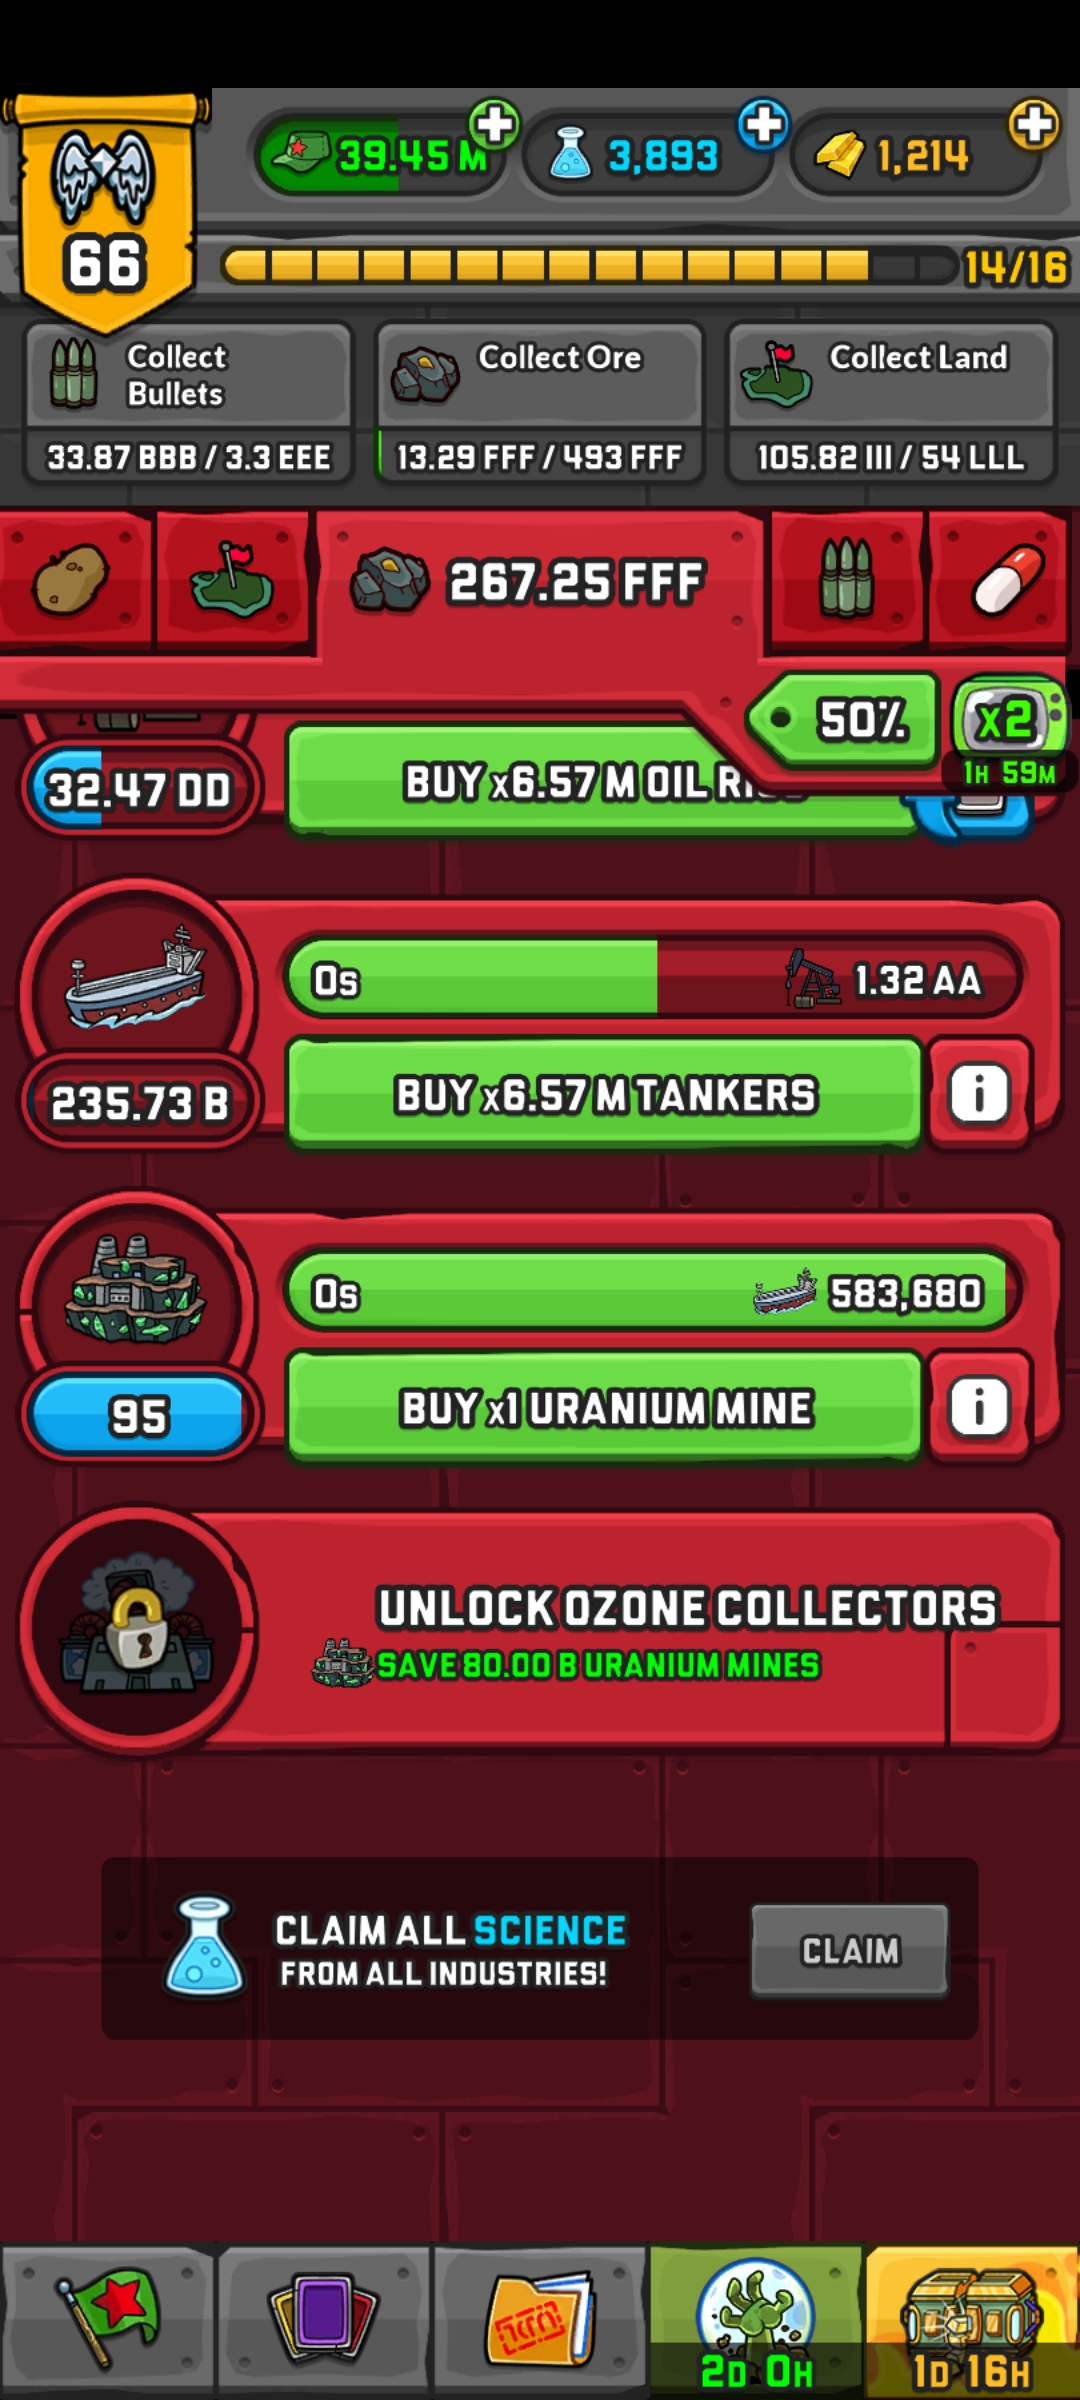 39.45 M
3,893
1,214
66
14/16
Collect
Bullets
33.87 BBB / 3.3 EEE
Collect Ore
13.29 FFF / 493 FFF
Collect Land
105.82 III / 54 LLL
267.25 FFF
50%
x2
1H 59M
32.47 DD
BUY x6.57 M OIL
0s
1.32 AA
235.73 B
BUY x6.57 M TANKERS
i
0s
583,680
95
BUY x1 URANIUM MINE
i
UNLOCK OZONE COLLECTORS
SAVE 80.00 B URANIUM MINES
CLAIM ALL SCIENCE
FROM ALL INDUSTRIES!
CLAIM
2D 0H
1D 16H